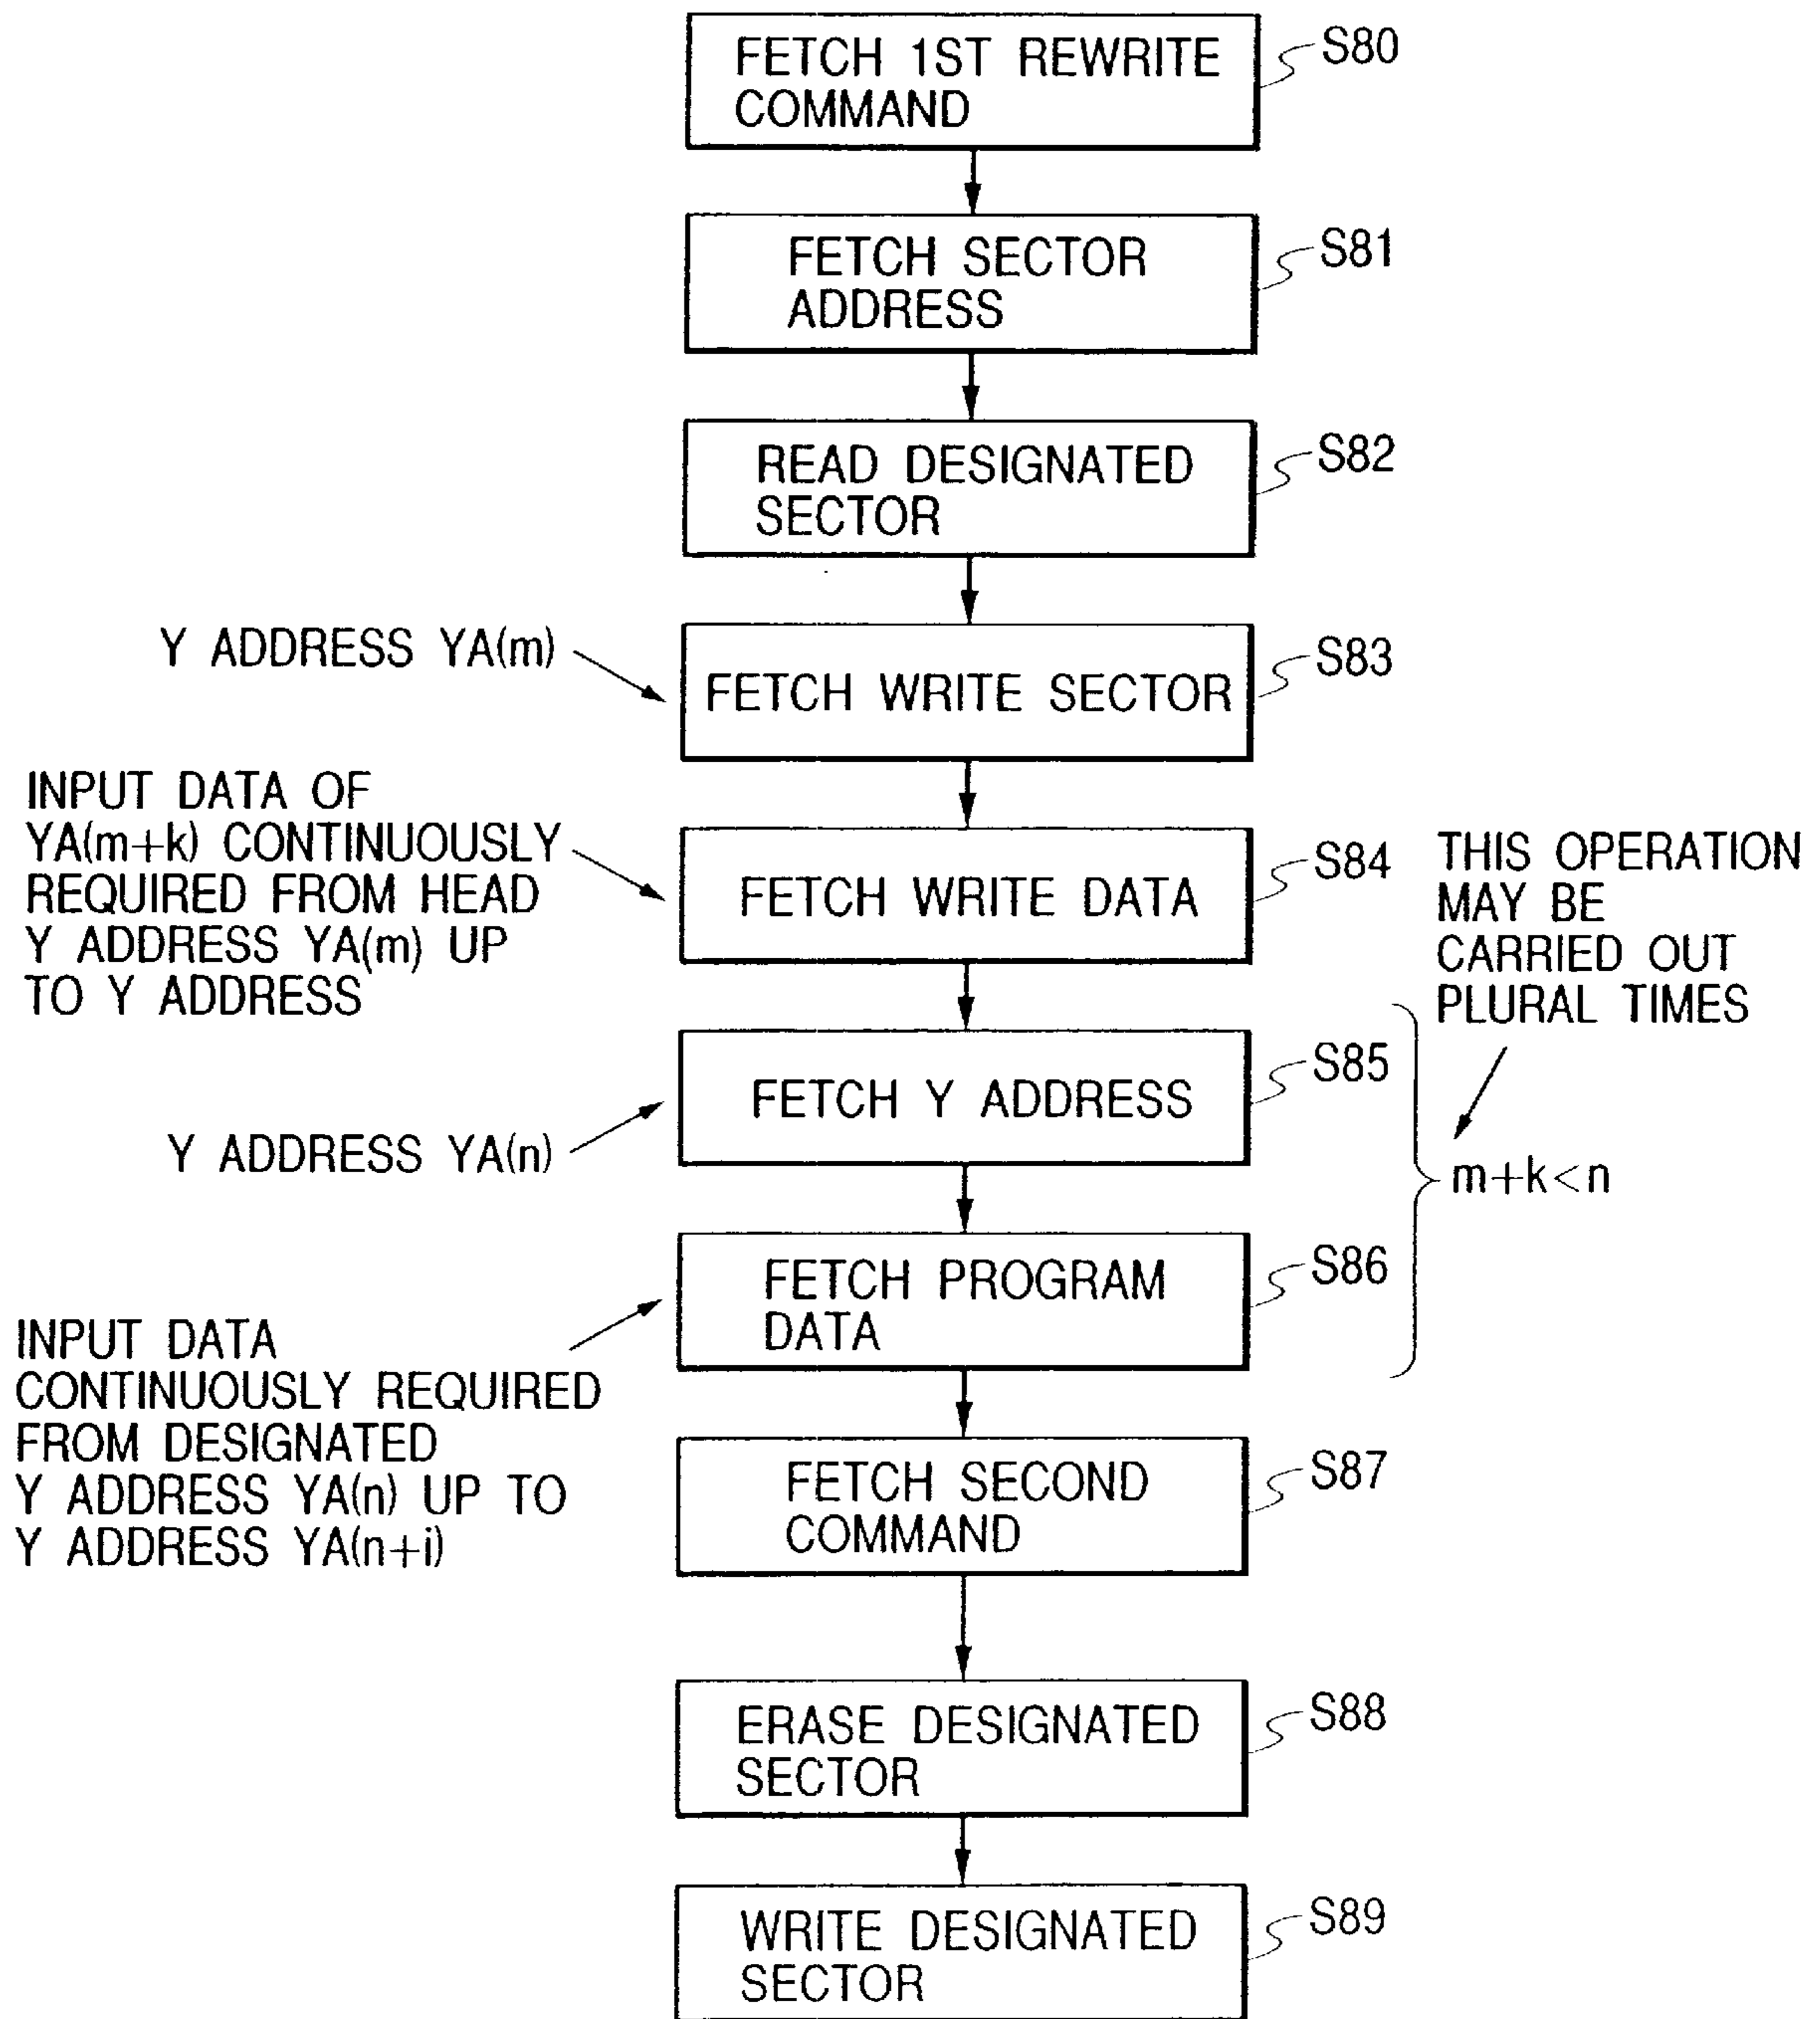 FETCH 1ST REWRITE
COMMAND
S80
FETCH SECTOR
ADDRESS
S81
READ DESIGNATED
SECTOR
S82
Y ADDRESS YA(m)
FETCH WRITE SECTOR
S83
INPUT DATA OF
YA(m+k) CONTINUOUSLY
REQUIRED FROM HEAD
Y ADDRESS YA(m) UP
TO Y ADDRESS
FETCH WRITE DATA
S84
THIS OPERATION
MAY BE
CARRIED OUT
PLURAL TIMES
FETCH Y ADDRESS
S85
Y ADDRESS YA(n)
m+k<n
FETCH PROGRAM
DATA
S86
INPUT DATA
CONTINUOUSLY REQUIRED
FROM DESIGNATED
Y ADDRESS YA(n) UP TO
Y ADDRESS YA(n+i)
FETCH SECOND
COMMAND
S87
ERASE DESIGNATED
SECTOR
S88
WRITE DESIGNATED
SECTOR
S89